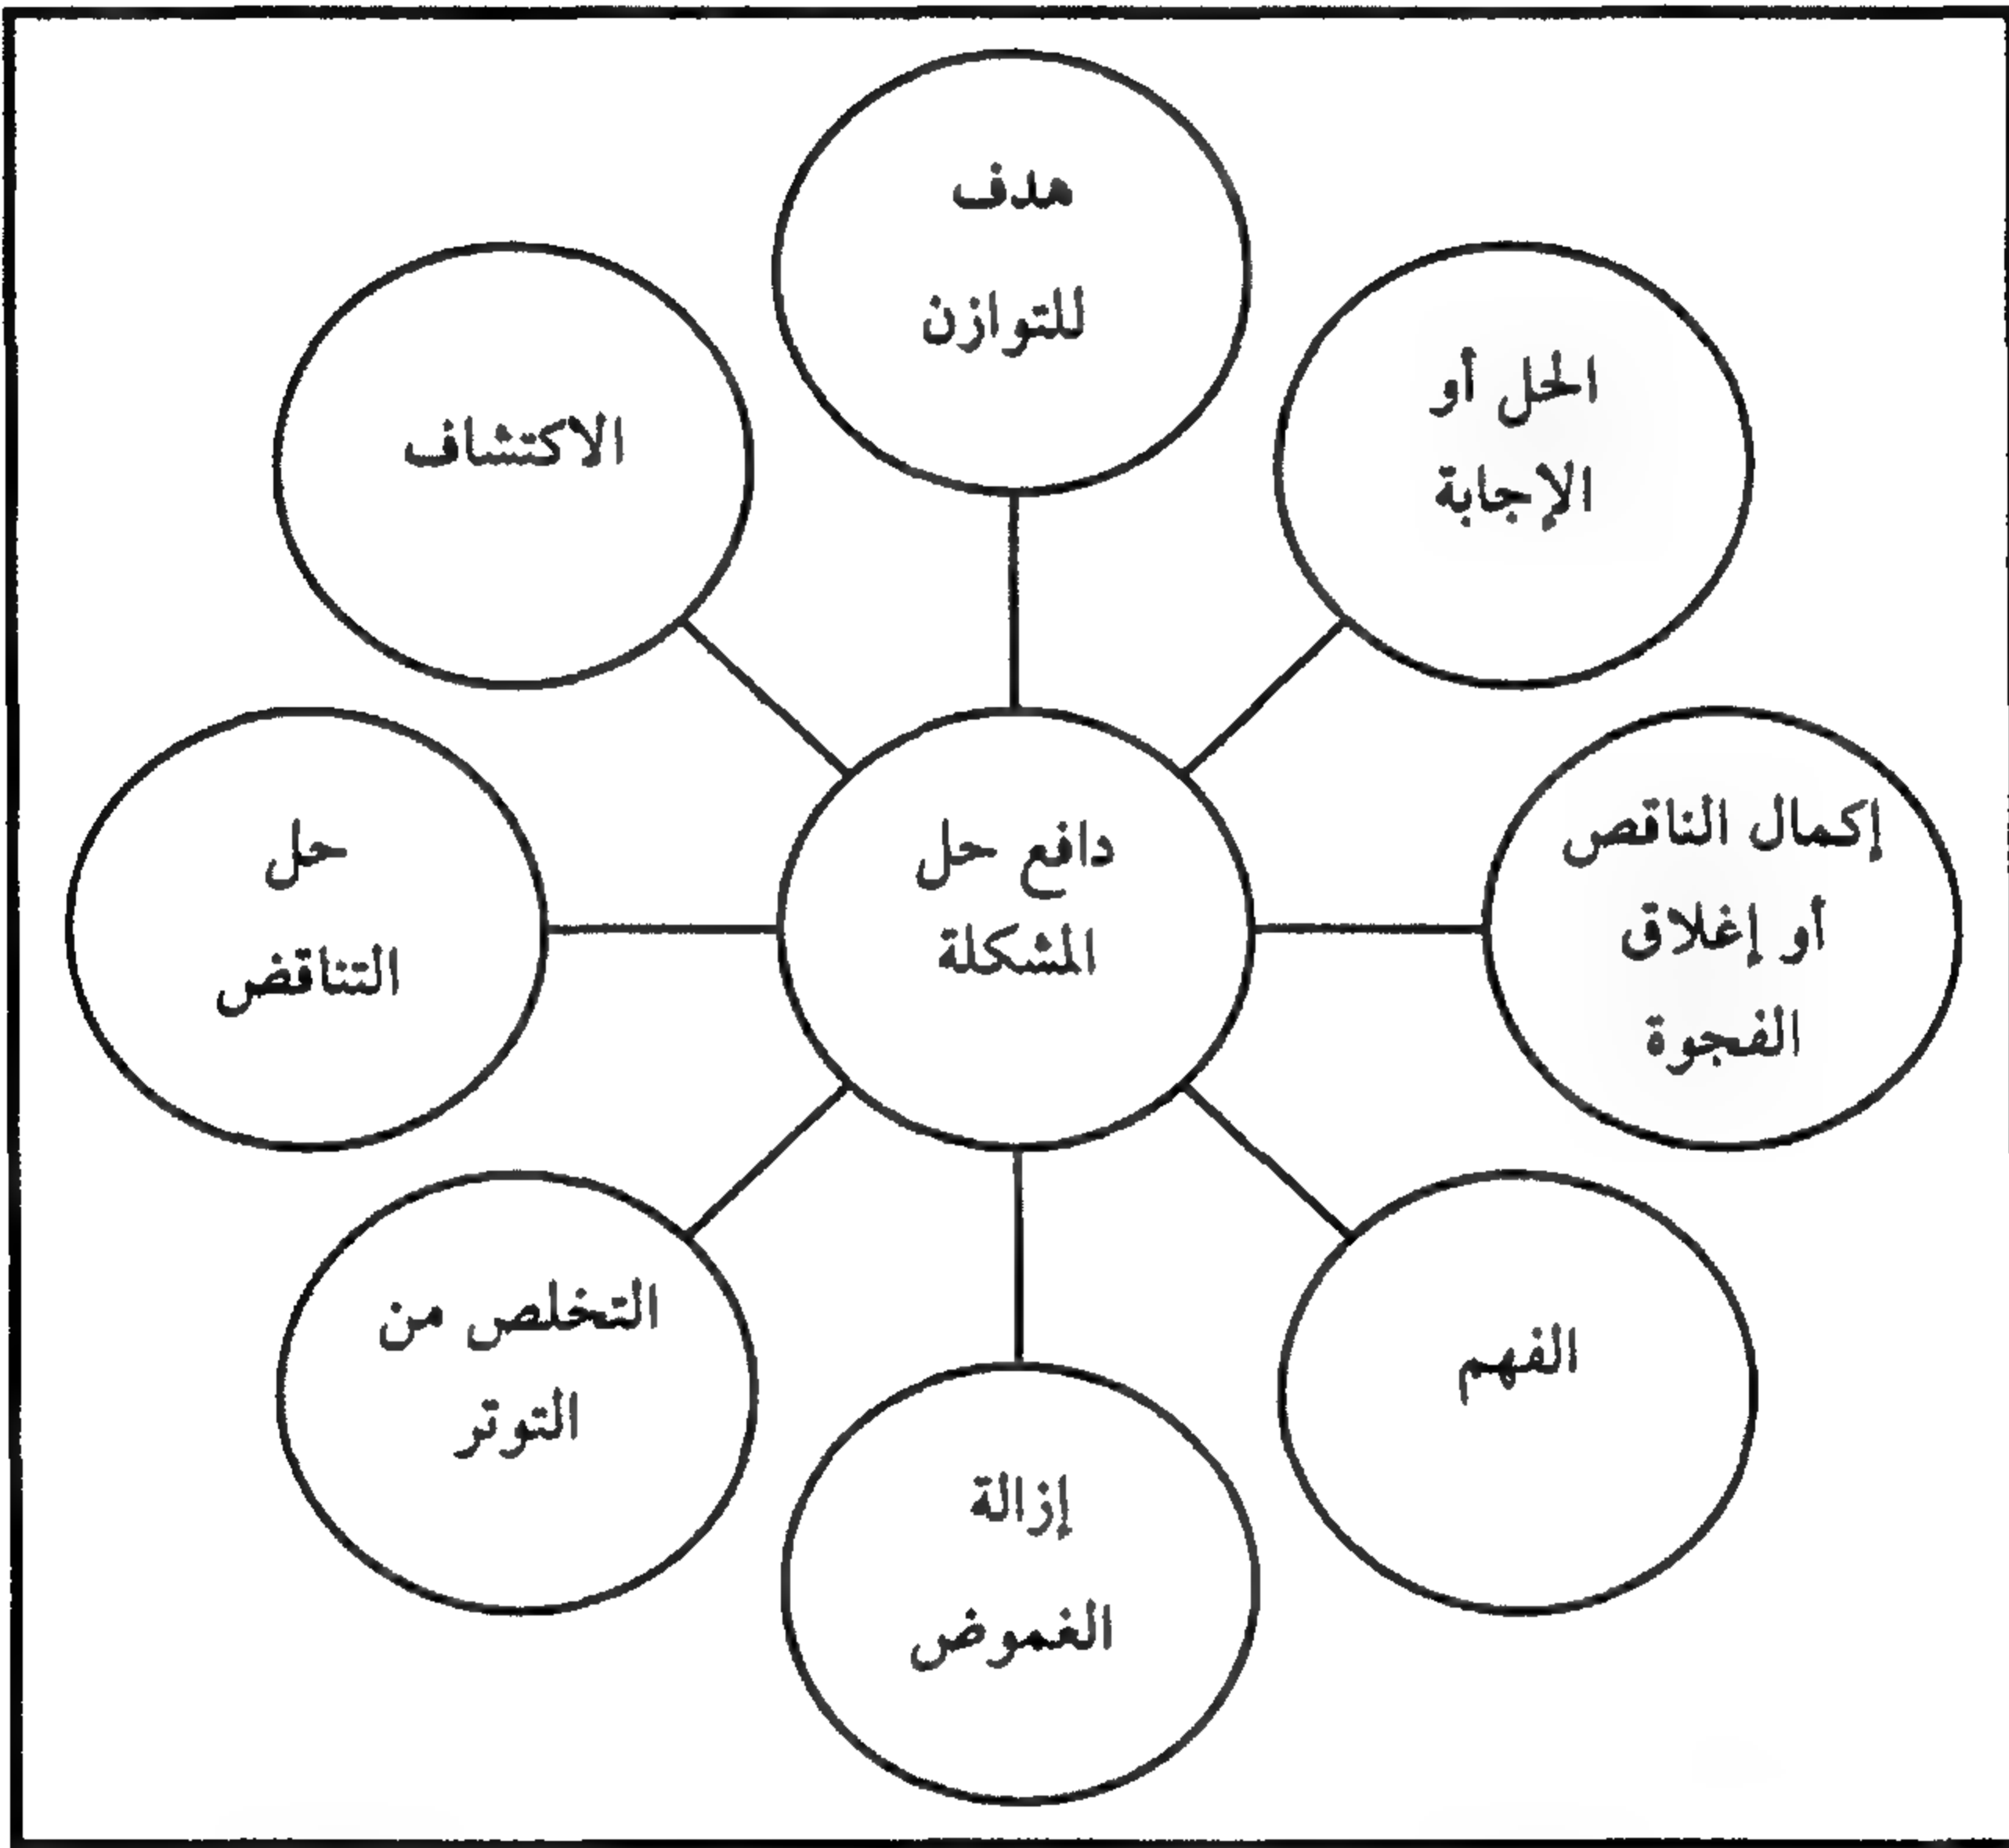 هدف
للتوازن
الحل أو
الإجابة
الاكتشاف
إكمال الناقص
أو إغلاق
الفجوة
دافع حل
المشكلة
حل
التناقض
الفهم
التخلص من
التوتر
إزالة
الغموض